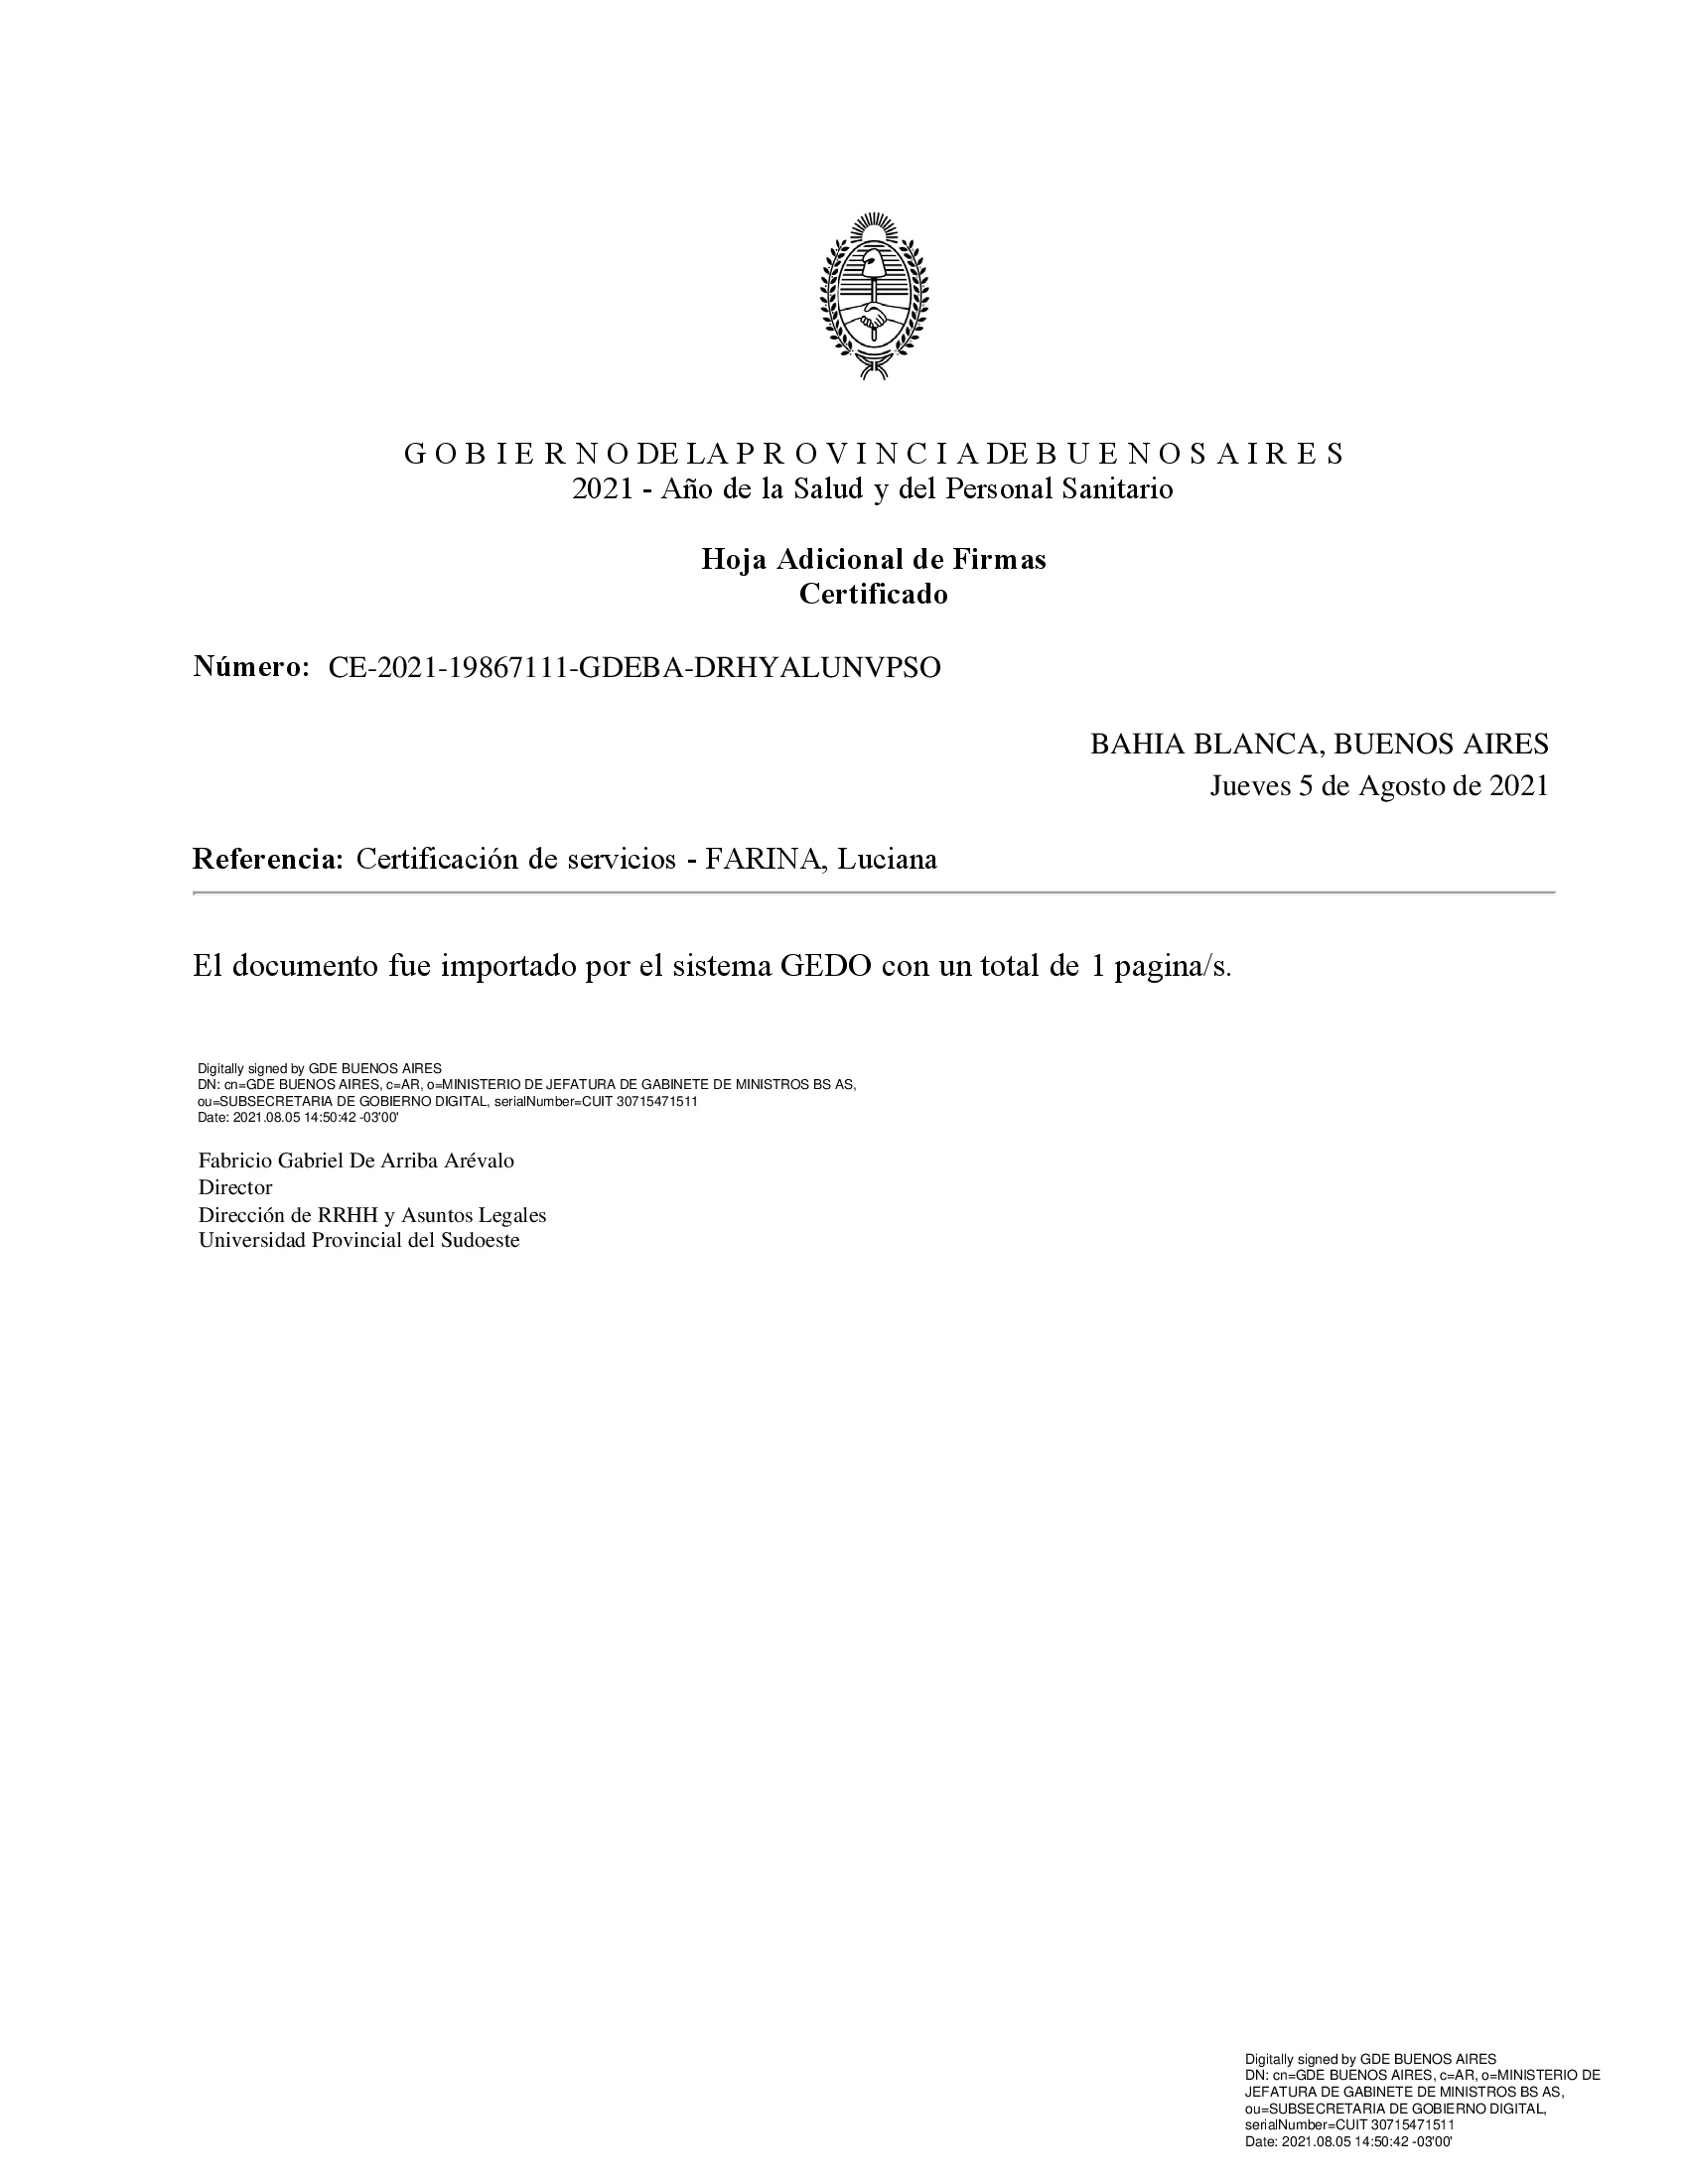 GOBIERNO DE LA PROVINCIA DE BUENOS AIRES
2021 - Año de la Salud y del Personal Sanitario
Hoja Adicional de Firmas
Certificado
Número: CE-2021-19867111-GDEBA-DRHYALUNVPSO
BAHIA BLANCA, BUENOS AIRES
Jueves 5 de Agosto de 2021
Referencia: Certificación de servicios - FARINA, Luciana
El documento fue importado por el sistema GEDO con un total de 1 pagina/s.
Digitally signed by GDE BUENOS AIRES
DN: cn=GDE BUENOS AIRES, c=AR, o=MINISTERIO DE JEFATURA DE GABINETE DE MINISTROS BS AS,
ou=SUBSECRETARIA DE GOBIERNO DIGITAL, serialNumber=CUIT 30715471511
Date: 2021.08.05 14:50:42 -03'00'
Fabricio Gabriel De Arriba Arévalo
Director
Dirección de RRHH y Asuntos Legales
Universidad Provincial del Sudoeste
Digitally signed by GDE BUENOS AIRES
DN: cn=GDE BUENOS AIRES, c=AR, o=MINISTERIO DE
JEFATURA DE GABINETE DE MINISTROS BS AS,
ou=SUBSECRETARIA DE GOBIERNO DIGITAL,
serialNumber=CUIT 30715471511
Date: 2021.08.05 14:50:42 -03'00'